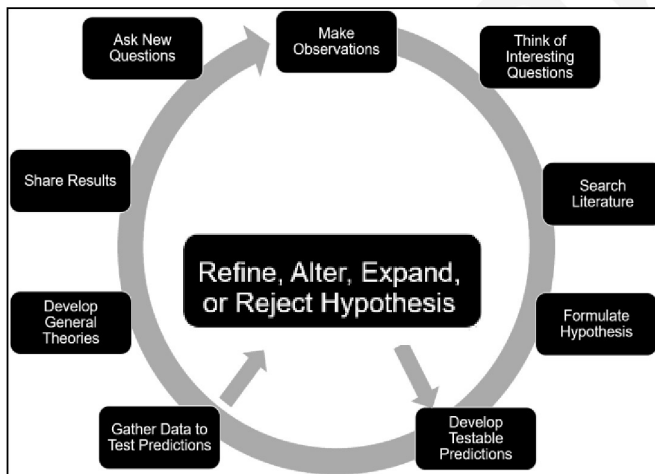 Make
Observations
Think of
Interesting
Questions
Search
Literature
Formulate
Hypothesis
Develop
Testable
Predictions
Refine, Alter, Expand,
or Reject Hypothesis
Gather Data to
Test Predictions
Develop
General
Theories
Share Results
Ask New
Questions